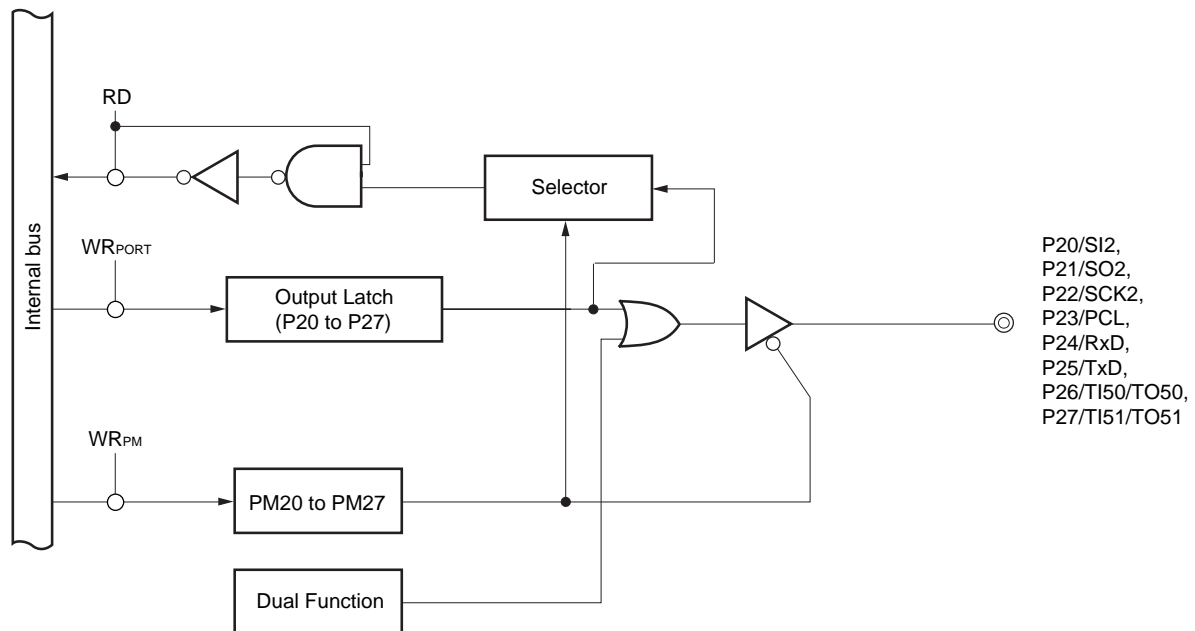 RD
Selector
Internal bus
WRPORT
Output Latch
(P20 to P27)
P20/SI2,
P21/SO2,
P22/SCK2,
P23/PCL,
P24/RxD,
P25/TxD,
P26/TI50/TO50,
P27/TI51/TO51
WRPM
PM20 to PM27
Dual Function